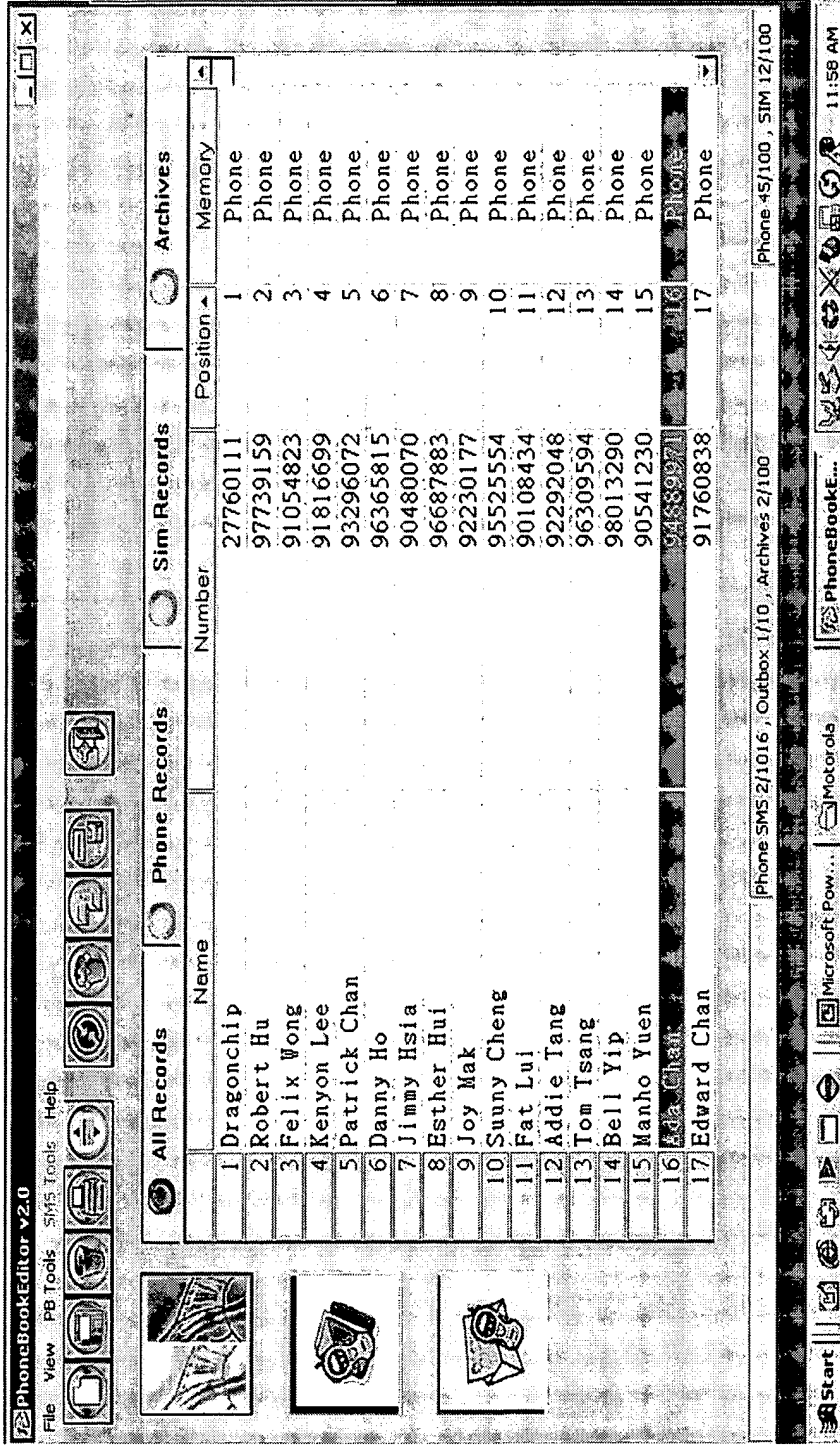 PhoneBookEditor v2.0
File View PB Tools SMS Tools Help
All Records Phone Records Sim Records Archives
Name Number Position Memory
1 Dragonchip 27760111 1 Phone
2 Robert Hu 97739159 2 Phone
3 Felix Wong 91054823 3 Phone
4 Kenyon Lee 91816699 4 Phone
5 Patrick Chan 93296072 5 Phone
6 Danny Ho 96365815 6 Phone
7 Jimmy Hsia 90480070 7 Phone
8 Esther Hui 96687883 8 Phone
9 Joy Mak 92230177 9 Phone
10 Suuny Cheng 95525554 10 Phone
11 Fat Lui 90108434 11 Phone
12 Addie Tang 92292048 12 Phone
13 Tom Tsang 96309594 13 Phone
14 Bell Yip 98013290 14 Phone
15 Manho Yuen 90541230 15 Phone
16 Ada Chan 16 Phone
17 Edward Chan 91760838 17 Phone
Phone SMS 2/1016 , Outbox 1/10 , Archives 2/100 Phone 45/100 , SIM 12/100
Start Microsoft Pow... Motorola PhoneBookE... 11:58 AM